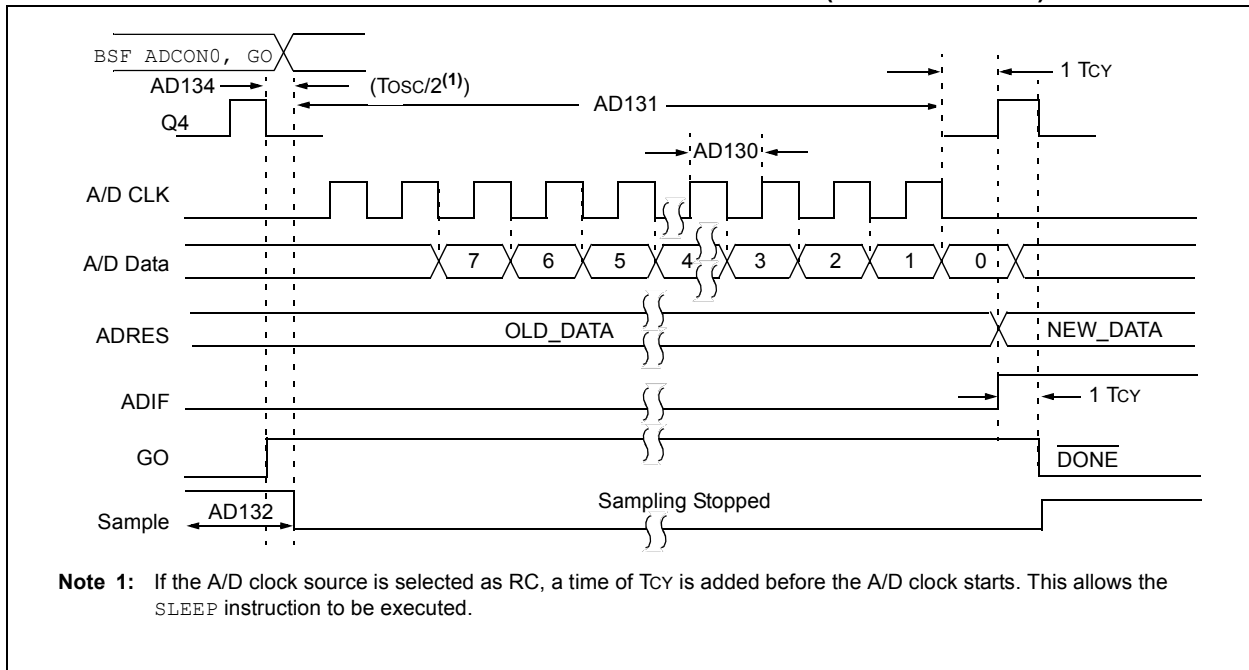 BSF ADCON0, GO
AD134 (TOSC/2(1)) 1 TCY
AD131
Q4
AD130
A/D CLK
A/D Data 7 6 5 4 3 2 1 0
ADRES OLD_DATA NEW_DATA
ADIF 1 TCY
GO DONE
Sample AD132 Sampling Stopped
Note 1: If the A/D clock source is selected as RC, a time of TCY is added before the A/D clock starts. This allows the
SLEEP instruction to be executed.